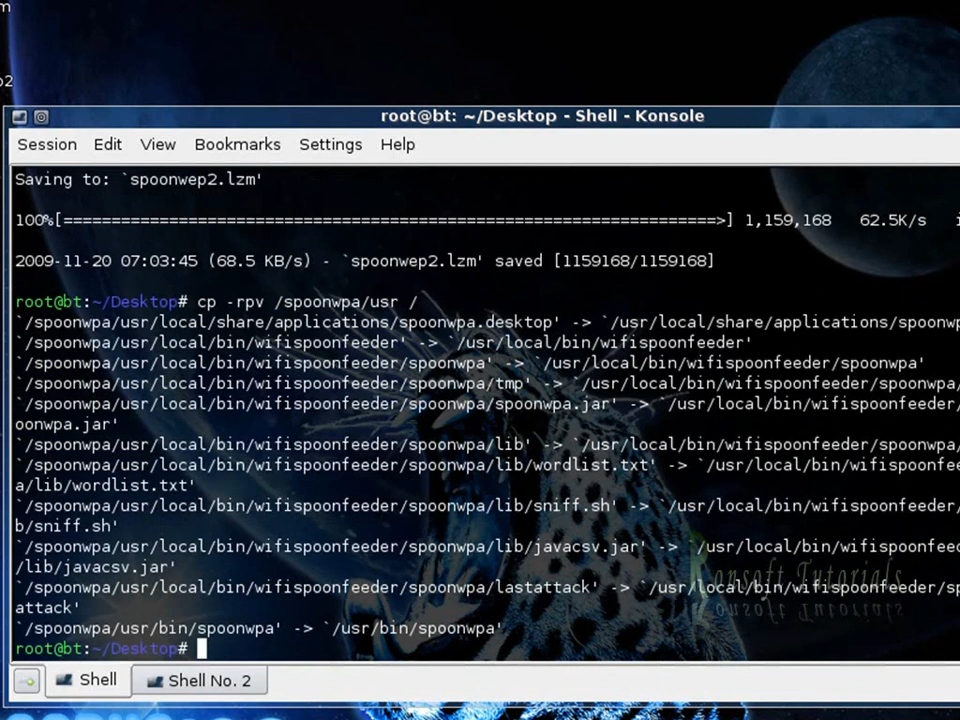 m
p2
root@bt: ~/Desktop - Shell - Konsole
Session Edit View Bookmarks Settings Help
Saving to: `spoonwep2.lzm'
100%[===================================================================>] 1,159,168 62.5K/s i
2009-11-20 07:03:45 (68.5 KB/s) - `spoonwep2.lzm' saved [1159168/1159168]
root@bt:~/Desktop# cp -rpv /spoonwpa/usr /
`/spoonwpa/usr/local/share/applications/spoonwpa.desktop' -> `/usr/local/share/applications/spoonwp
`/spoonwpa/usr/local/bin/wifispoonfeeder' -> `/usr/local/bin/wifispoonfeeder'
`/spoonwpa/usr/local/bin/wifispoonfeeder/spoonwpa' -> `/usr/local/bin/wifispoonfeeder/spoonwpa'
`/spoonwpa/usr/local/bin/wifispoonfeeder/spoonwpa/tmp' -> `/usr/local/bin/wifispoonfeeder/spoonwpa/
`/spoonwpa/usr/local/bin/wifispoonfeeder/spoonwpa/spoonwpa.jar' -> `/usr/local/bin/wifispoonfeeder/
oonwpa.jar'
`/spoonwpa/usr/local/bin/wifispoonfeeder/spoonwpa/lib' -> `/usr/local/bin/wifispoonfeeder/spoonwpa/
`/spoonwpa/usr/local/bin/wifispoonfeeder/spoonwpa/lib/wordlist.txt' -> `/usr/local/bin/wifispoonfee
a/lib/wordlist.txt'
`/spoonwpa/usr/local/bin/wifispoonfeeder/spoonwpa/lib/sniff.sh' -> `/usr/local/bin/wifispoonfeeder/
b/sniff.sh'
`/spoonwpa/usr/local/bin/wifispoonfeeder/spoonwpa/lib/javacsv.jar' -> `/usr/local/bin/wifispoonfeed
/lib/javacsv.jar'
`/spoonwpa/usr/local/bin/wifispoonfeeder/spoonwpa/lastattack' -> `/usr/local/bin/wifispoonfeeder/sp
attack'
`/spoonwpa/usr/bin/spoonwpa' -> `/usr/bin/spoonwpa'
root@bt:~/Desktop#
Tutorials
Shell Shell No. 2